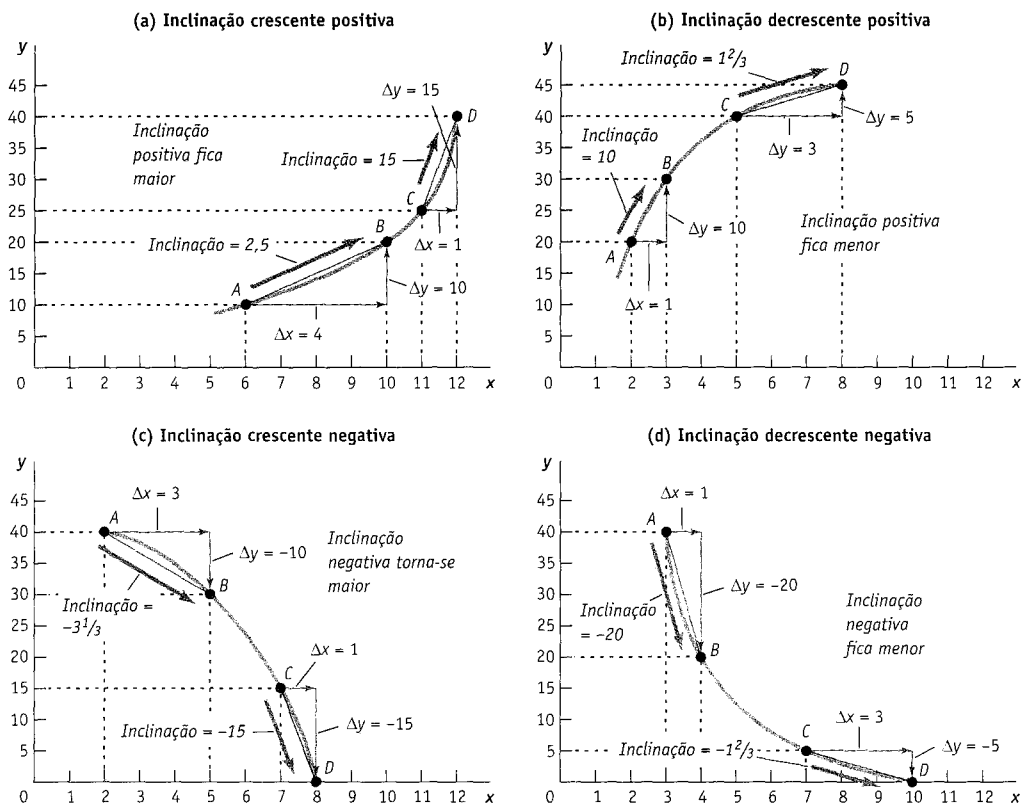 (a) Inclinação crescente positiva
y
45
40
35
30
25
20
15
10
5
0
1 2 3 4 5 6 7 8 9 10 11 12 x
Inclinação
positiva fica
maior
Δy = 15
D
Inclinação = 15
C
Δx = 1
B
Inclinação = 2,5
Δy = 10
A
Δx = 4
(b) Inclinação decrescente positiva
y
45
40
35
30
25
20
15
10
5
0
1 2 3 4 5 6 7 8 9 10 11 12 x
Inclinação = 1 2/3
D
C
Δy = 5
Δx = 3
Inclinação
= 10
B
Δy = 10
A
Δx = 1
Inclinação positiva
fica menor
(c) Inclinação crescente negativa
y
45
40
35
30
25
20
15
10
5
0
1 2 3 4 5 6 7 8 9 10 11 12 x
Δx = 3
A
Δy = –10
Inclinação
negativa torna-se
maior
B
Inclinação =
–3 1/3
C
Δx = 1
Inclinação = –15
Δy = –15
D
(d) Inclinação decrescente negativa
y
45
40
35
30
25
20
15
10
5
0
1 2 3 4 5 6 7 8 9 10 11 12 x
Δx = 1
A
Δy = –20
Inclinação
= –20
B
Inclinação
negativa
fica menor
C
Δx = 3
Inclinação = –1 2/3
Δy = –5
D